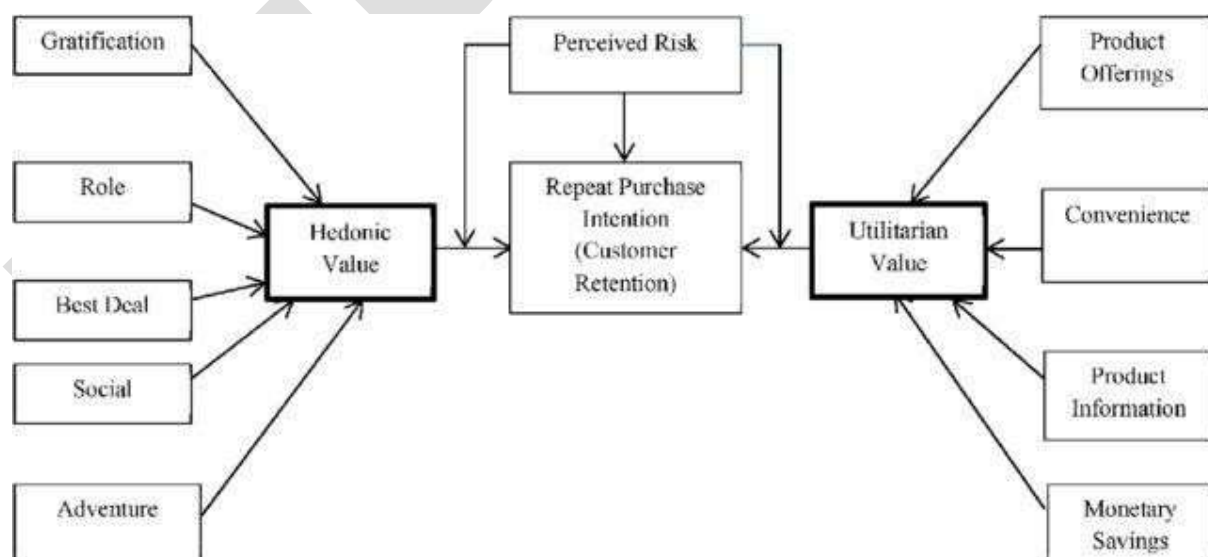 Gratification
Perceived Risk
Product
Offerings
Role
Repeat Purchase
Intention
(Customer
Retention)
Convenience
Hedonic
Value
Utilitarian
Value
Best Deal
Social
Product
Information
Adventure
Monetary
Savings